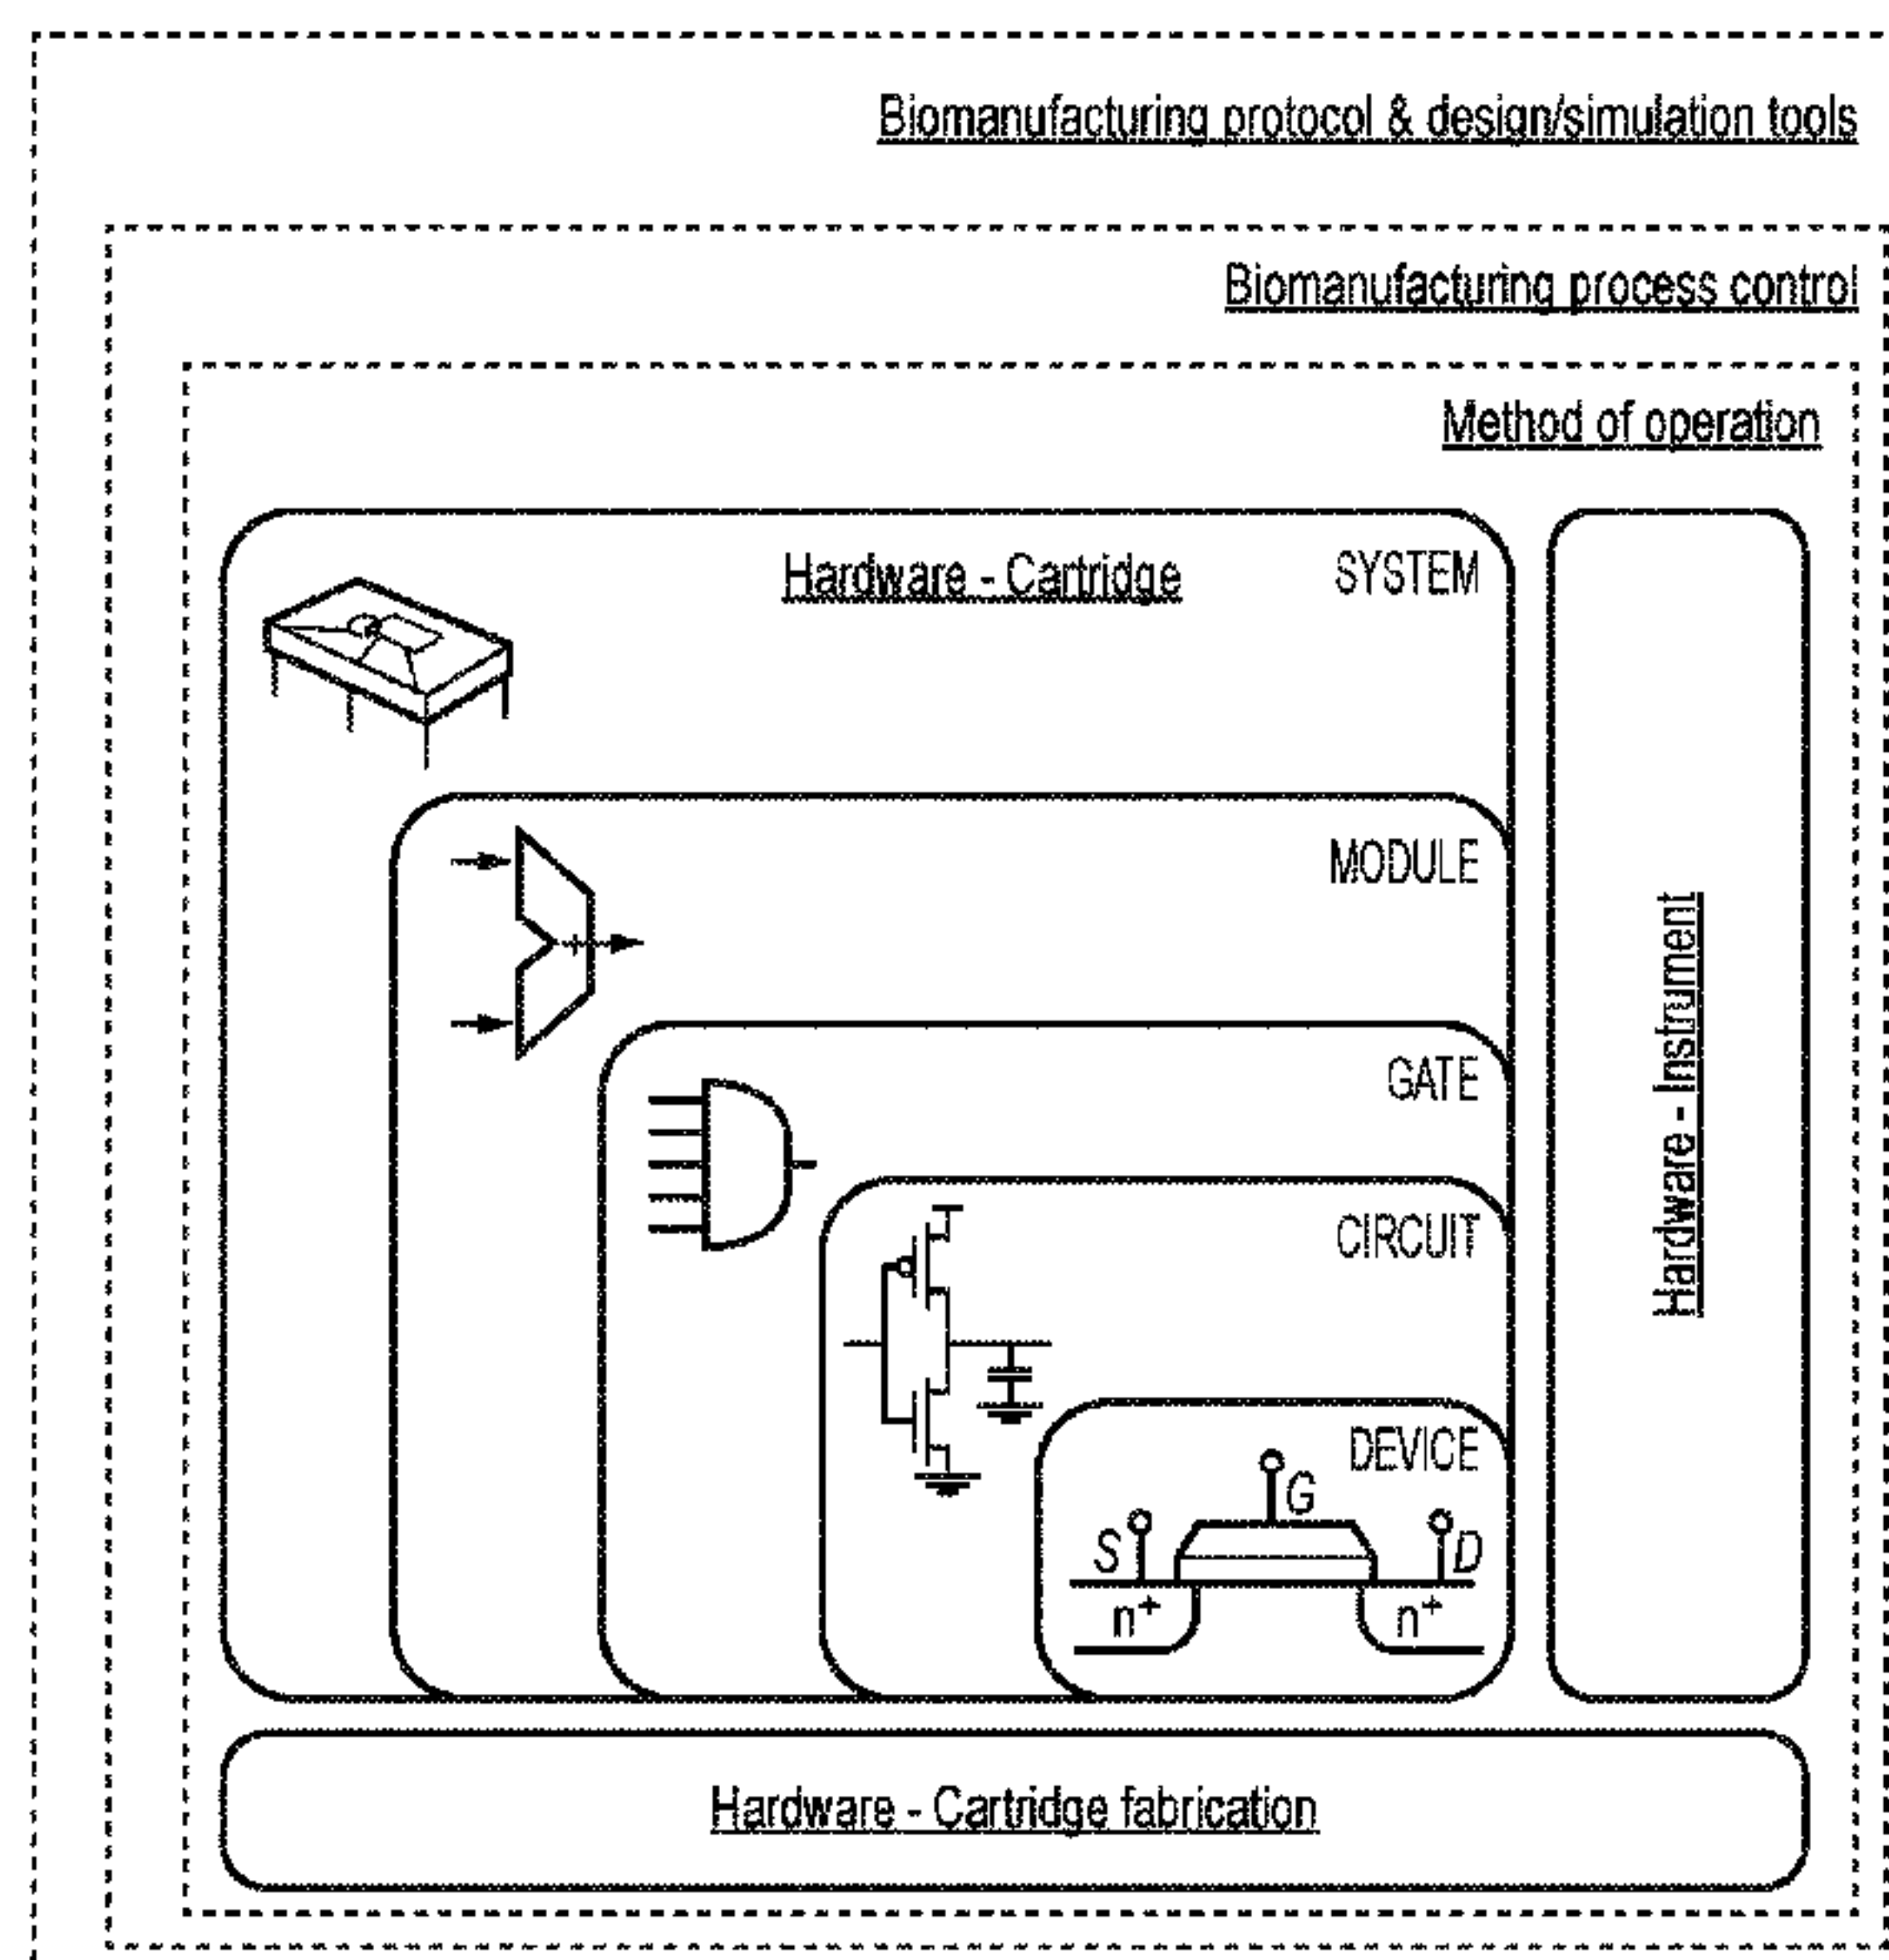 Biomanufacturing protocol & design/simulation tools
Biomanufacturing process control
Method of operation
Hardware - Cartridge
SYSTEM
MODULE
GATE
CIRCUIT
DEVICE
G
S
D
n+
n+
Hardware - Instrument
Hardware - Cartridge fabrication